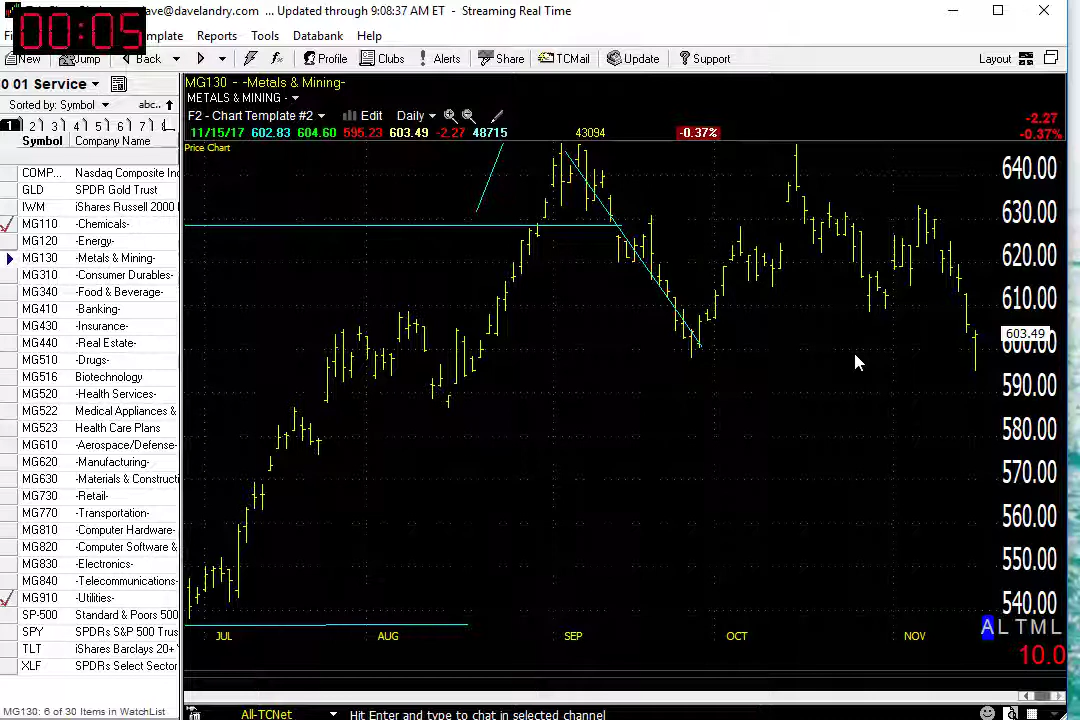 ave@davelandry.com ... Updated through 9:08:37 AM ET - Streaming Real Time
00:05
mplate Reports Tools Databank Help
New Jump Back Profile Clubs Alerts Share TCMail Update Support Layout
0 01 Service
Sorted by: Symbol abc..
1 2 3 4 5 6 7 8
Symbol Company Name
COMP... Nasdaq Composite Inc
GLD SPDR Gold Trust
IWM iShares Russell 2000
MG110 -Chemicals-
MG120 -Energy-
MG130 -Metals & Mining-
MG310 -Consumer Durables-
MG340 -Food & Beverage-
MG410 -Banking-
MG430 -Insurance-
MG440 -Real Estate-
MG510 -Drugs-
MG516 Biotechnology
MG520 -Health Services-
MG522 Medical Appliances &
MG523 Health Care Plans
MG610 -Aerospace/Defense-
MG620 -Manufacturing-
MG630 -Materials & Constructi
MG730 -Retail-
MG770 -Transportation-
MG810 -Computer Hardware-
MG820 -Computer Software &
MG830 -Electronics-
MG840 -Telecommunications-
MG910 -Utilities-
SP-500 Standard & Poors 500
SPY SPDRs S&P 500 Trus
TLT iShares Barclays 20+
XLF SPDRs Select Sector
MG130: 6 of 30 Items in WatchList
MG130 - -Metals & Mining-
METALS & MINING -
F2 - Chart Template #2 Edit Daily
11/15/17 602.83 604.60 595.23 603.49 -2.27 48715 43094 -0.37%
-2.27
-0.37%
Price Chart
640.00
630.00
620.00
610.00
603.49
600.00
590.00
580.00
570.00
560.00
550.00
540.00
JUL AUG SEP OCT NOV
A L T M L
10.0
All-TCNet Hit Enter and type to chat in selected channel